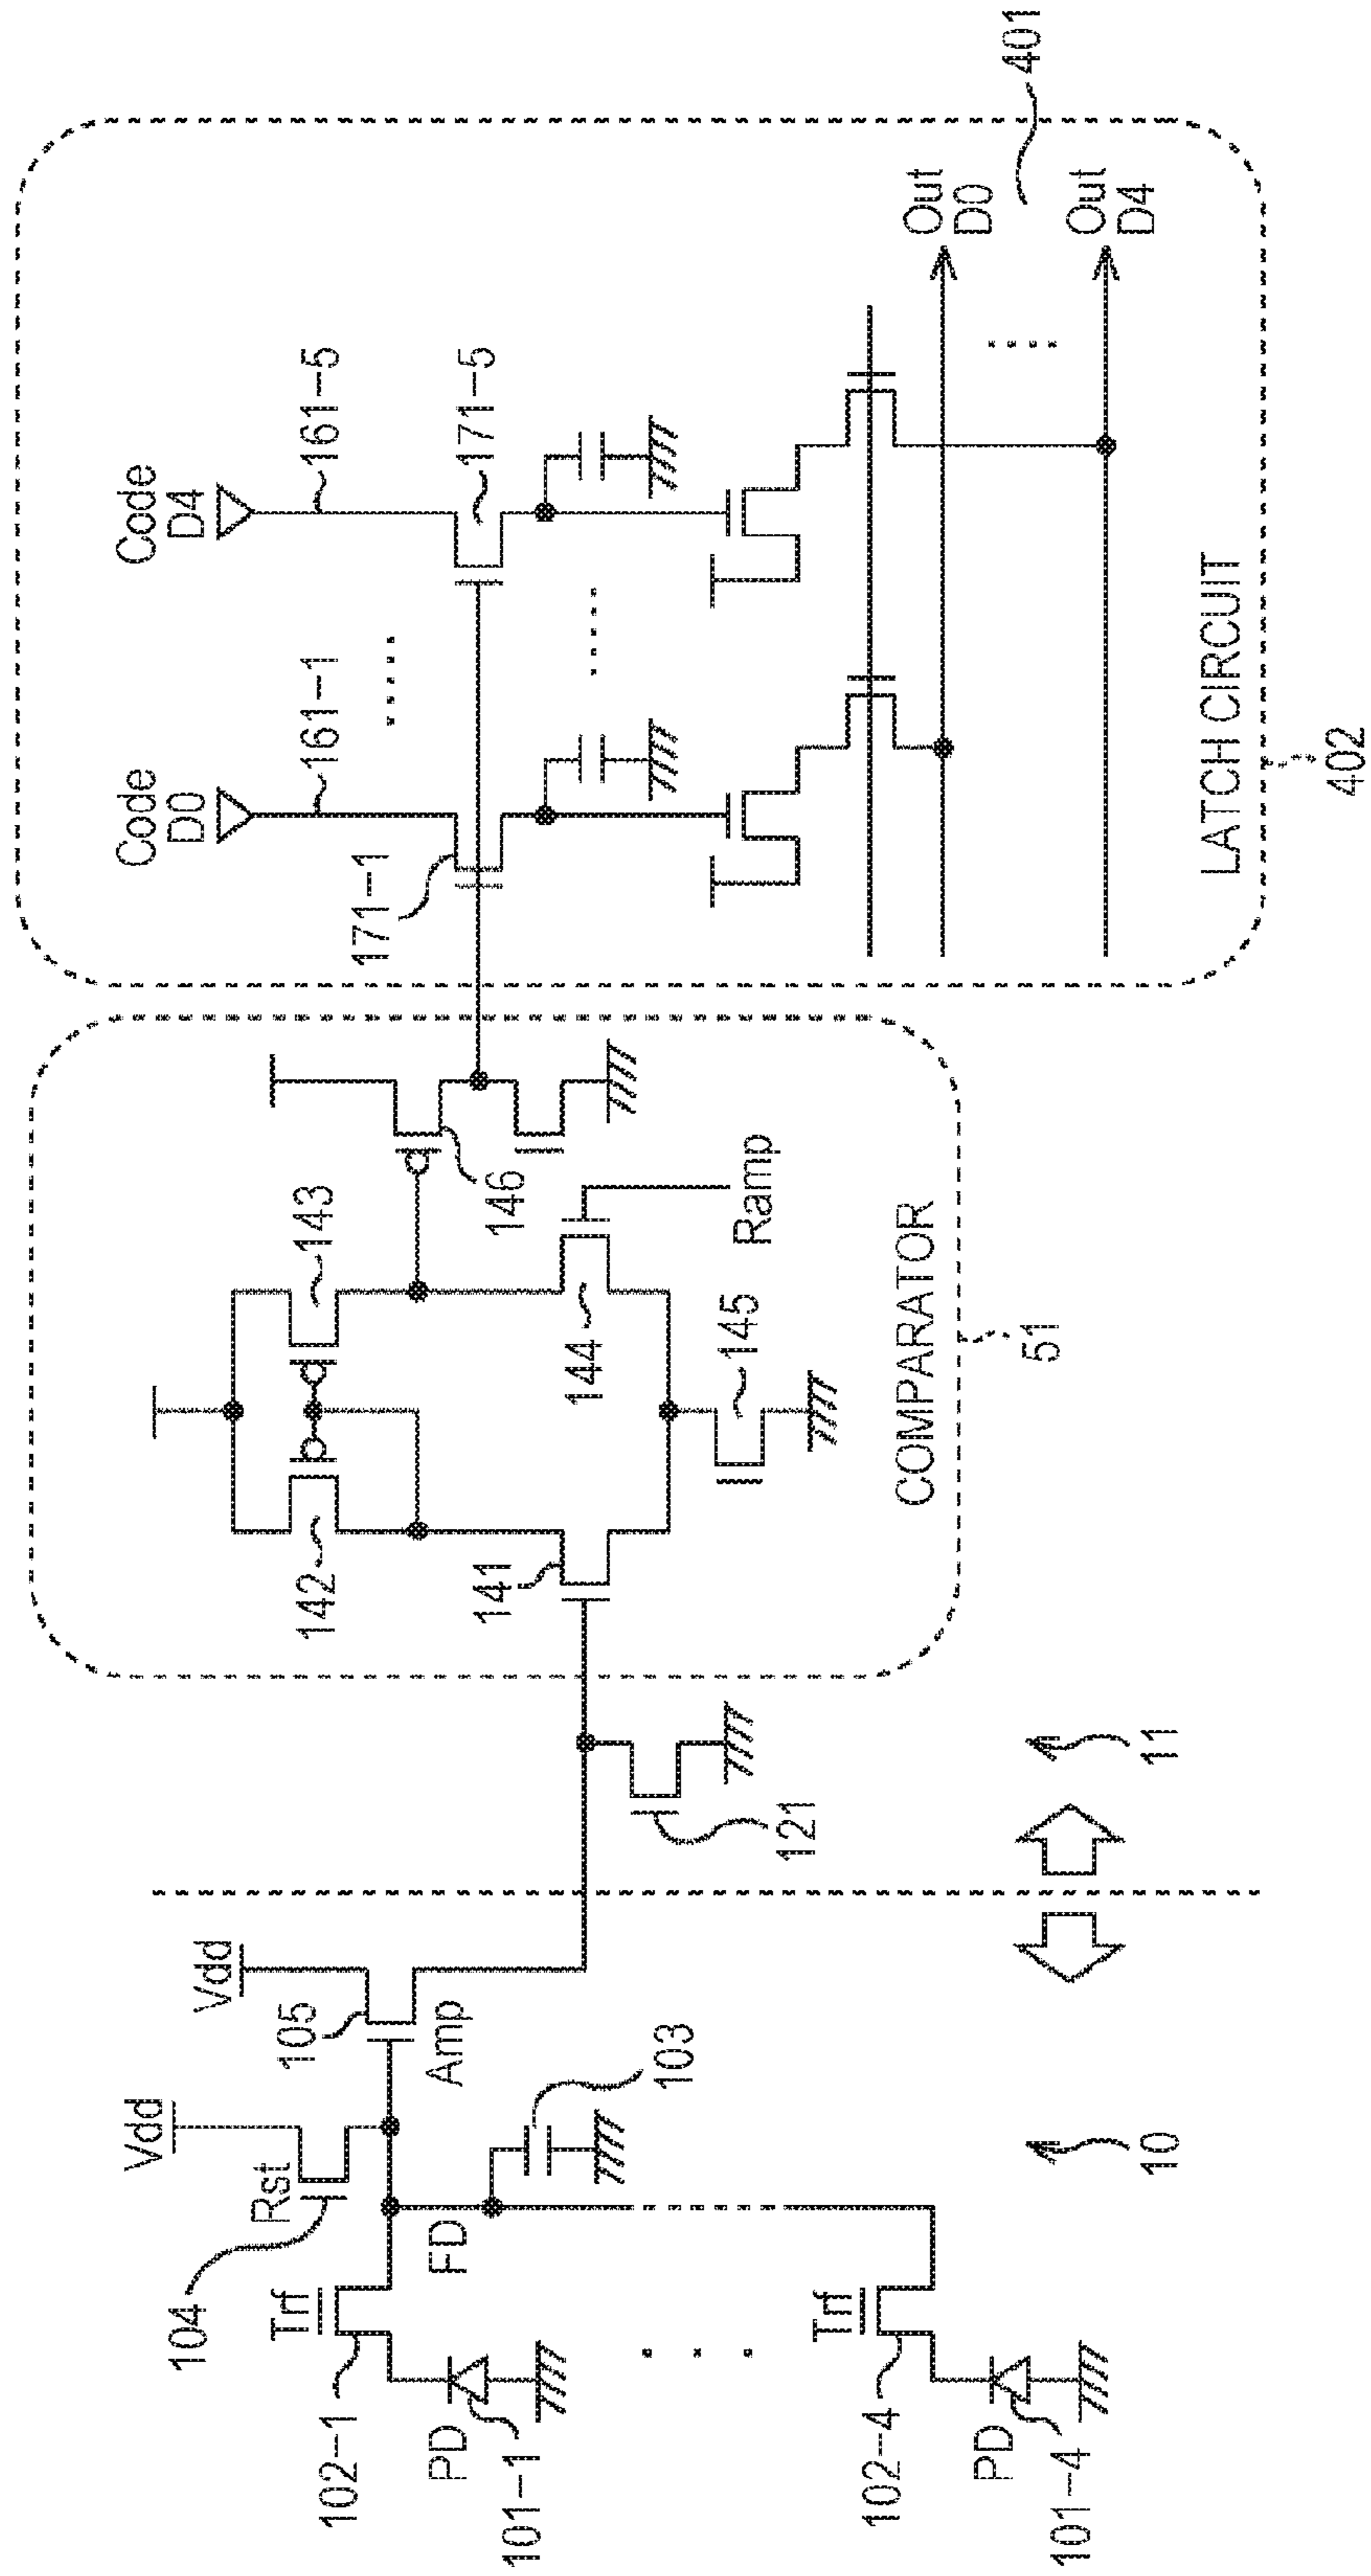 Vdd
Vdd
104
Rst
105
Amp
Trf
102-1
FD
103
PD
101-1
Trf
102-4
PD
101-4
10
11
121
142
143
141
144
145
146
Ramp
COMPARATOR
51
Code
D0
161-1
171-1
Code
D4
161-5
171-5
Out
D0
Out
D4
401
LATCH CIRCUIT
402